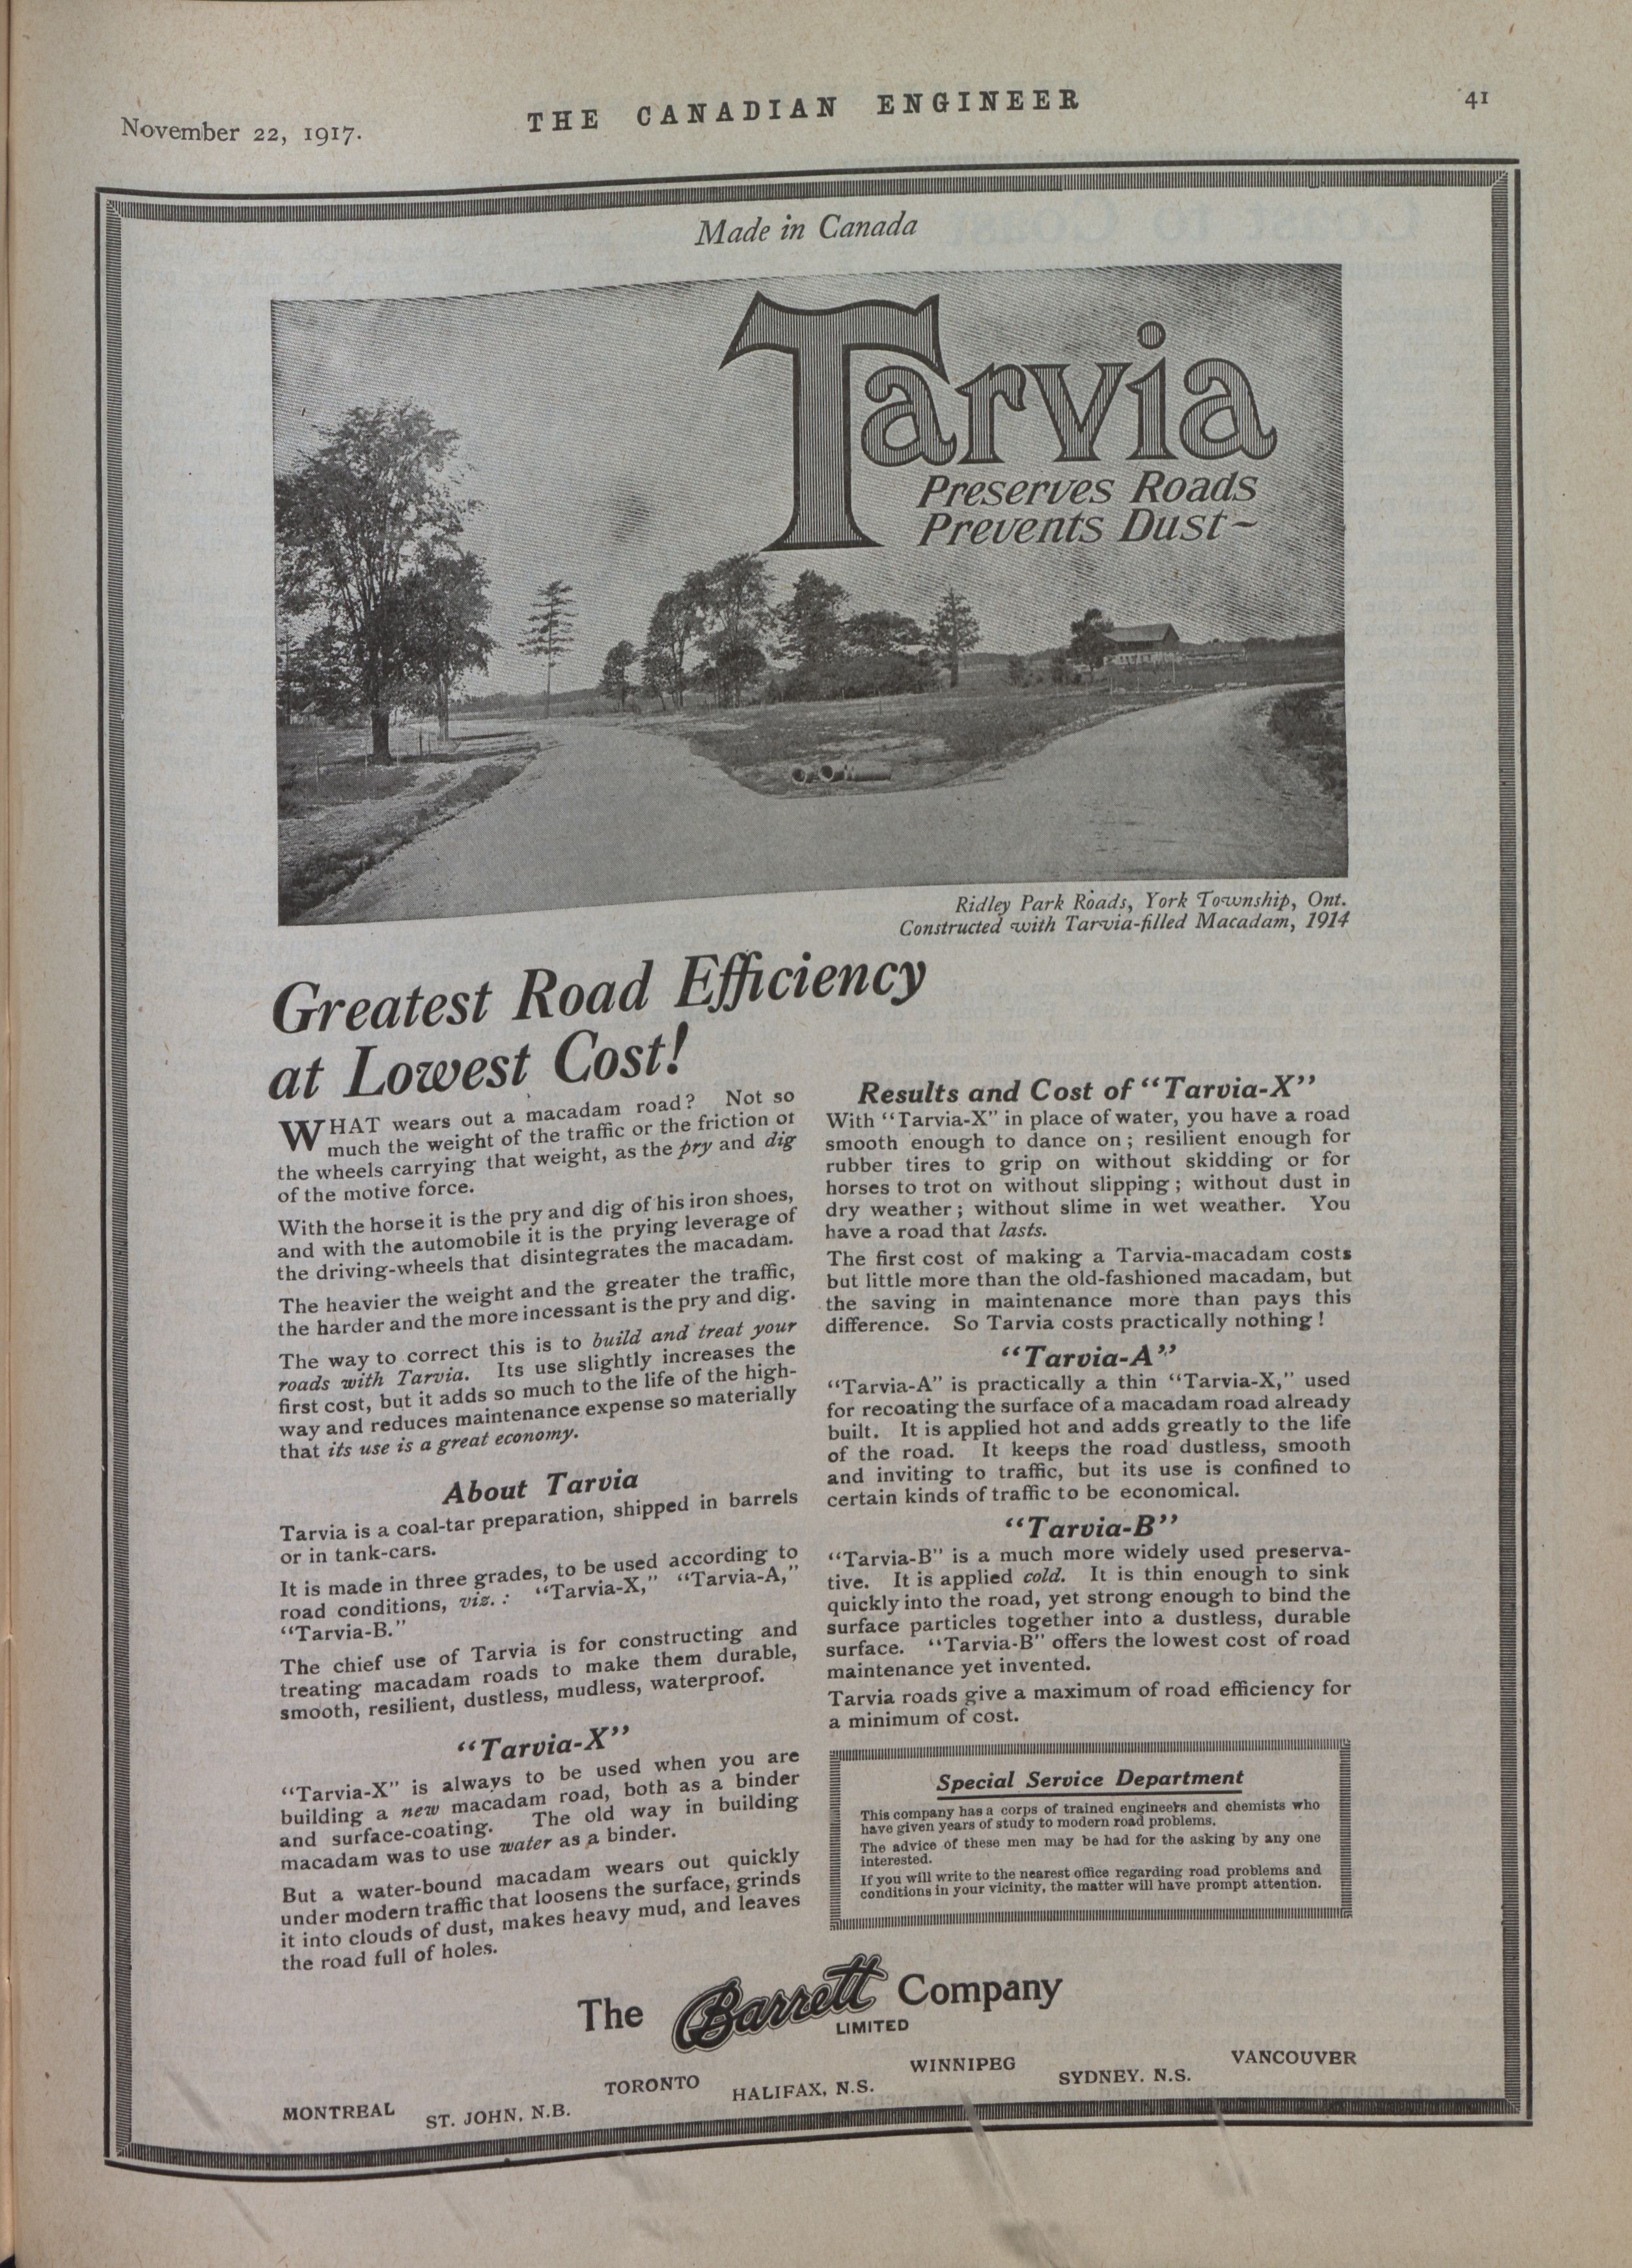 November 22, 1917.
THE CANADIAN ENGINEER
41
Made in Canada
Tarvia
Preserves Roads
Prevents Dust~
Ridley Park Roads, York Township, Ont.
Constructed with Tarvia-filled Macadam, 1914
Greatest Road Efficiency
at Lowest Cost!
WHAT wears out a macadam road? Not so
much the weight of the traffic or the friction of
the wheels carrying that weight, as the pry and dig
of the motive force.
With the horse it is the pry and dig of his iron shoes,
and with the automobile it is the prying leverage of
the driving-wheels that disintegrates the macadam.
The heavier the weight and the greater the traffic,
the harder and the more incessant is the pry and dig.
The way to correct this is to build and treat your
roads with Tarvia. Its use slightly increases the
first cost, but it adds so much to the life of the high-
way and reduces maintenance expense so materially
that its use is a great economy.
About Tarvia
Tarvia is a coal-tar preparation, shipped in barrels
or in tank-cars.
It is made in three grades, to be used according to
road conditions, viz. : "Tarvia-X," "Tarvia-A,"
"Tarvia-B."
The chief use of Tarvia is for constructing and
treating macadam roads to make them durable,
smooth, resilient, dustless, mudless, waterproof.
"Tarvia-X"
"Tarvia-X" is always to be used when you are
building a new macadam road, both as a binder
and surface-coating. The old way in building
macadam was to use water as a binder.
But a water-bound macadam wears out quickly
under modern traffic that loosens the surface, grinds
it into clouds of dust, makes heavy mud, and leaves
the road full of holes.
Results and Cost of "Tarvia-X"
With "Tarvia-X" in place of water, you have a road
smooth enough to dance on ; resilient enough for
rubber tires to grip on without skidding or for
horses to trot on without slipping ; without dust in
dry weather ; without slime in wet weather. You
have a road that lasts.
The first cost of making a Tarvia-macadam costs
but little more than the old-fashioned macadam, but
the saving in maintenance more than pays this
difference. So Tarvia costs practically nothing !
"Tarvia-A"
"Tarvia-A" is practically a thin "Tarvia-X," used
for recoating the surface of a macadam road already
built. It is applied hot and adds greatly to the life
of the road. It keeps the road dustless, smooth
and inviting to traffic, but its use is confined to
certain kinds of traffic to be economical.
"Tarvia-B"
"Tarvia-B" is a much more widely used preserva-
tive. It is applied cold. It is thin enough to sink
quickly into the road, yet strong enough to bind the
surface particles together into a dustless, durable
surface. "Tarvia-B" offers the lowest cost of road
maintenance yet invented.
Tarvia roads give a maximum of road efficiency for
a minimum of cost.
Special Service Department
This company has a corps of trained engineers and chemists who
have given years of study to modern road problems.
The advice of these men may be had for the asking by any one
interested.
If you will write to the nearest office regarding road problems and
conditions in your vicinity, the matter will have prompt attention.
The Barrett Company
LIMITED
MONTREAL
ST. JOHN, N.B.
TORONTO
HALIFAX, N.S.
WINNIPEG
SYDNEY, N.S.
VANCOUVER